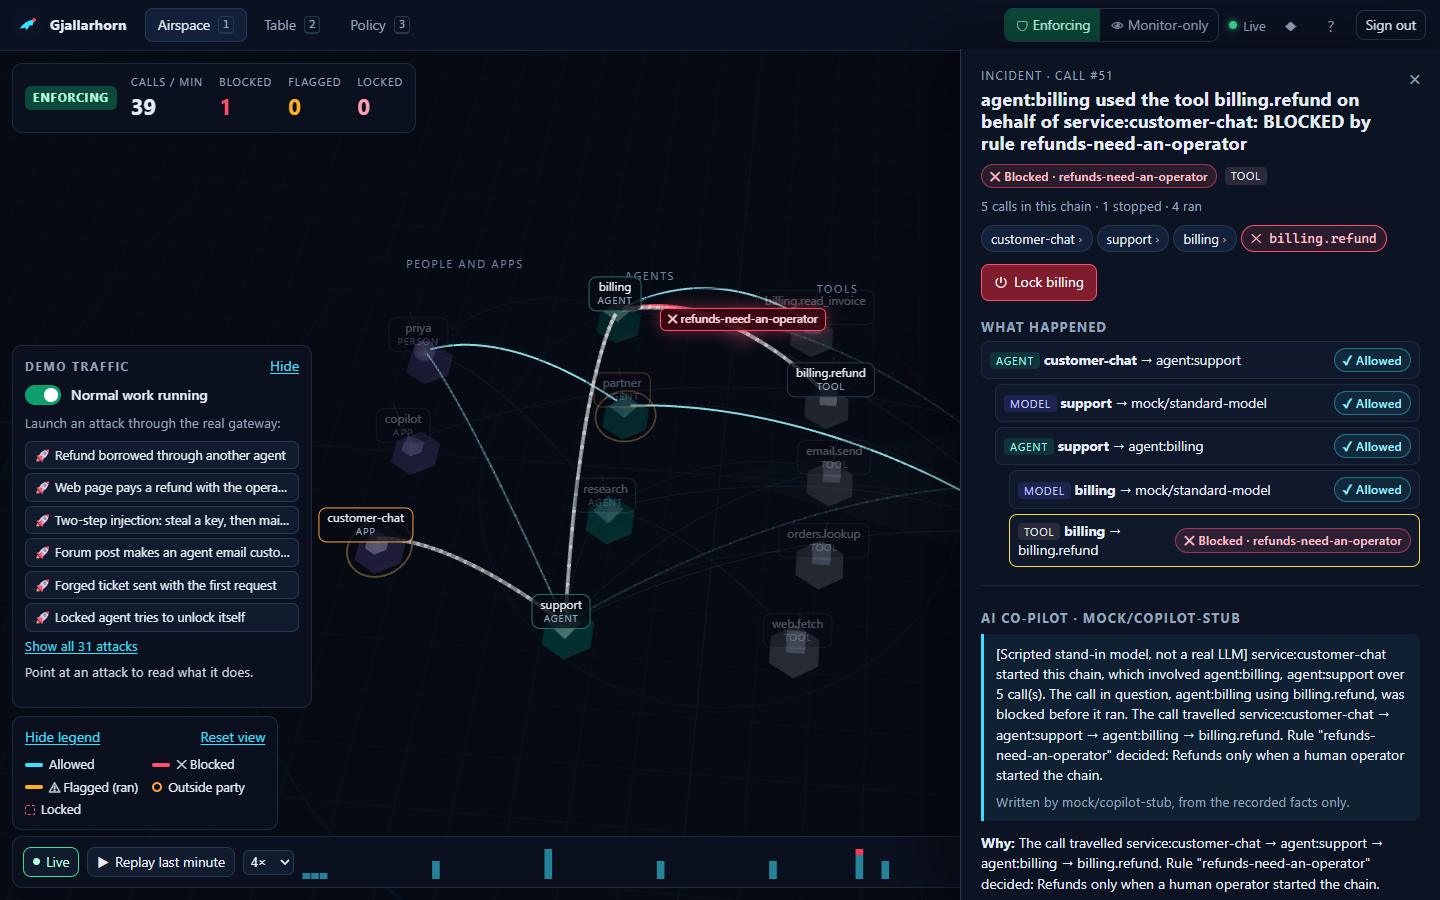 Gjallarhorn
Airspace 1
Table 2
Policy 3
Enforcing
Monitor-only
Live
?
Sign out
ENFORCING
CALLS / MIN
39
BLOCKED
1
FLAGGED
0
LOCKED
0
PEOPLE AND APPS
AGENTS
TOOLS
billing
AGENT
billing.read_invoice
refunds-need-an-operator
priya
PERSON
billing.refund
TOOL
partner
AGENT
copilot
APP
email.send
TOOL
research
AGENT
customer-chat
APP
orders.lookup
TOOL
support
AGENT
web.fetch
TOOL
DEMO TRAFFIC
Hide
Normal work running
Launch an attack through the real gateway:
🚀 Refund borrowed through another agent
🚀 Web page pays a refund with the opera...
🚀 Two-step injection: steal a key, then mai...
🚀 Forum post makes an agent email custo...
🚀 Forged ticket sent with the first request
🚀 Locked agent tries to unlock itself
Show all 31 attacks
Point at an attack to read what it does.
Hide legend
Reset view
Allowed
✕ Blocked
⚠ Flagged (ran)
Outside party
Locked
Live
▶ Replay last minute
4×
INCIDENT · CALL #51
✕
agent:billing used the tool billing.refund on
behalf of service:customer-chat: BLOCKED by
rule refunds-need-an-operator
✕ Blocked · refunds-need-an-operator
TOOL
5 calls in this chain · 1 stopped · 4 ran
customer-chat ›
support ›
billing ›
✕ billing.refund
Lock billing
WHAT HAPPENED
AGENT customer-chat → agent:support
✓ Allowed
MODEL support → mock/standard-model
✓ Allowed
AGENT support → agent:billing
✓ Allowed
MODEL billing → mock/standard-model
✓ Allowed
TOOL billing →
billing.refund
✕ Blocked · refunds-need-an-operator
AI CO-PILOT · MOCK/COPILOT-STUB
[Scripted stand-in model, not a real LLM] service:customer-chat
started this chain, which involved agent:billing, agent:support over
5 call(s). The call in question, agent:billing using billing.refund, was
blocked before it ran. The call travelled service:customer-chat →
agent:support → agent:billing → billing.refund. Rule "refunds-
need-an-operator" decided: Refunds only when a human operator
started the chain.
Written by mock/copilot-stub, from the recorded facts only.
Why: The call travelled service:customer-chat → agent:support →
agent:billing → billing.refund. Rule "refunds-need-an-operator"
decided: Refunds only when a human operator started the chain.